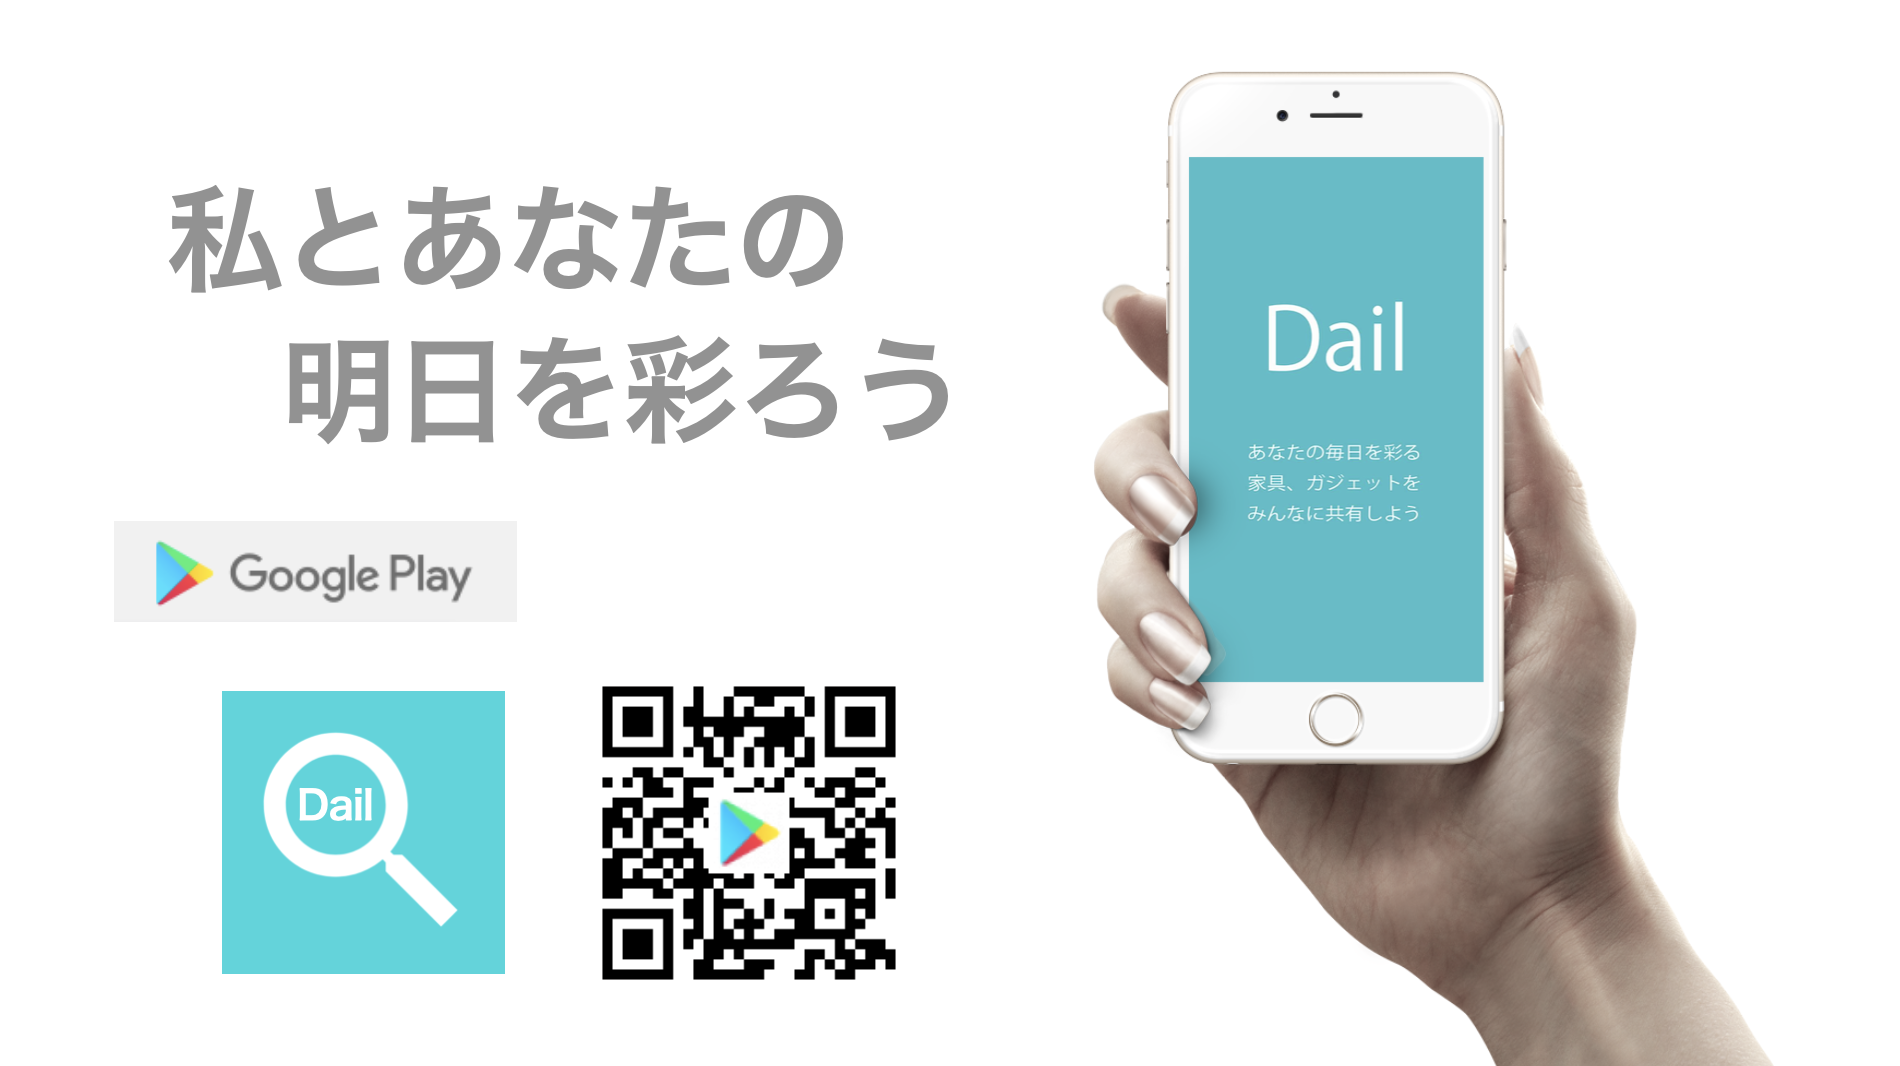 私とあなたの
明日を彩ろう
Google Play
Dail
Dail
あなたの毎日を彩る
家具、ガジェットを
みんなに共有しよう